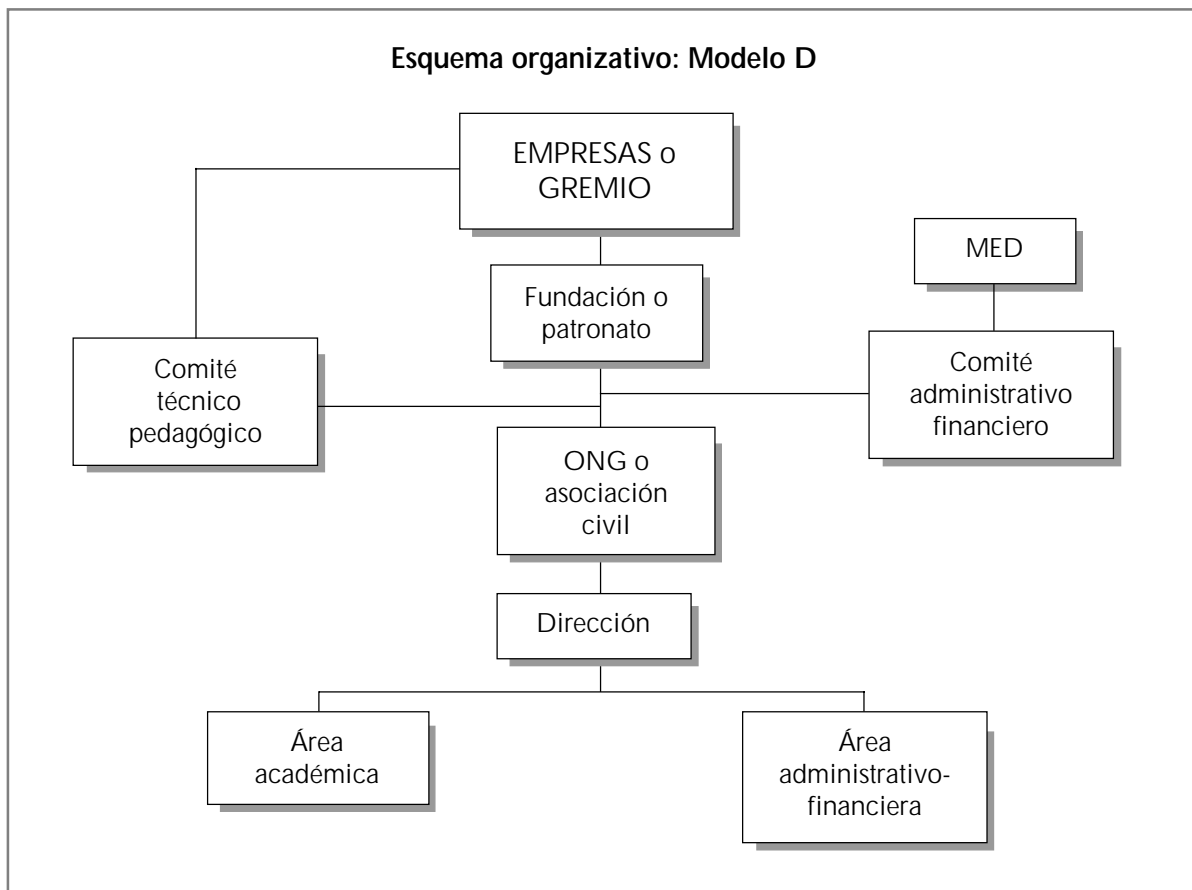 Esquema organizativo: Modelo D
EMPRESAS o
GREMIO
MED
Fundación o
patronato
Comité
técnico
pedagógico
Comité
administrativo
financiero
ONG o
asociación
civil
Dirección
Área
académica
Área
administrativo-
financiera